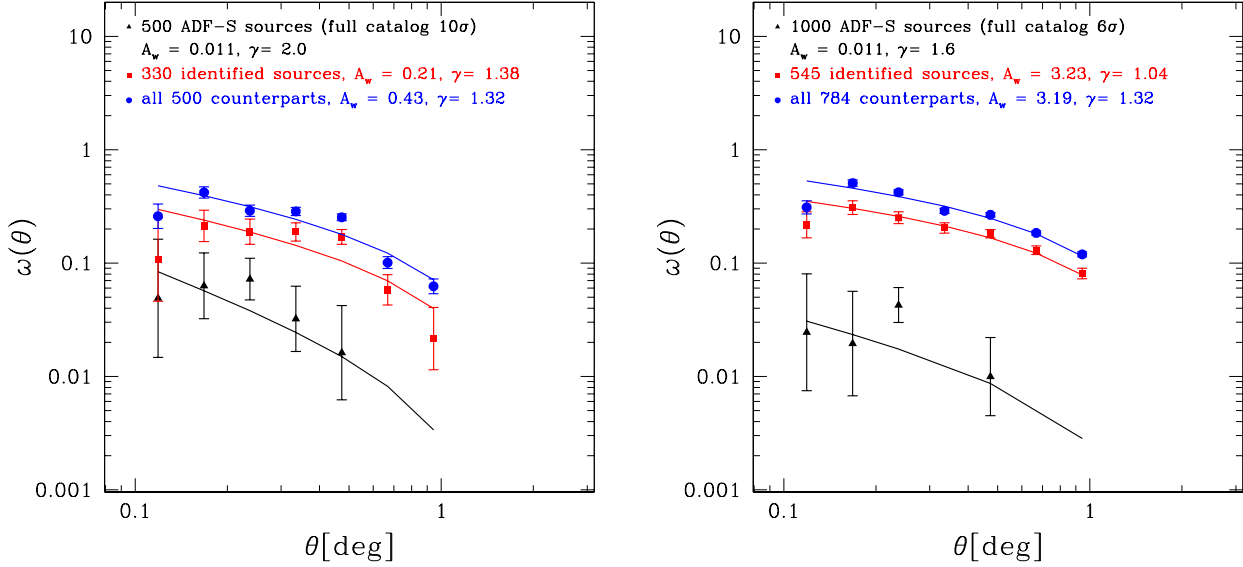 500 ADF-S sources (full catalog 10σ)
A_w = 0.011, γ= 2.0
330 identified sources, A_w = 0.21, γ= 1.38
all 500 counterparts, A_w = 0.43, γ= 1.32
10
1
0.1
0.01
0.001
ω(θ)
0.1
1
θ[deg]
1000 ADF-S sources (full catalog 6σ)
A_w = 0.011, γ= 1.6
545 identified sources, A_w = 3.23, γ= 1.04
all 784 counterparts, A_w = 3.19, γ= 1.32
10
1
0.1
0.01
0.001
ω(θ)
0.1
1
θ[deg]